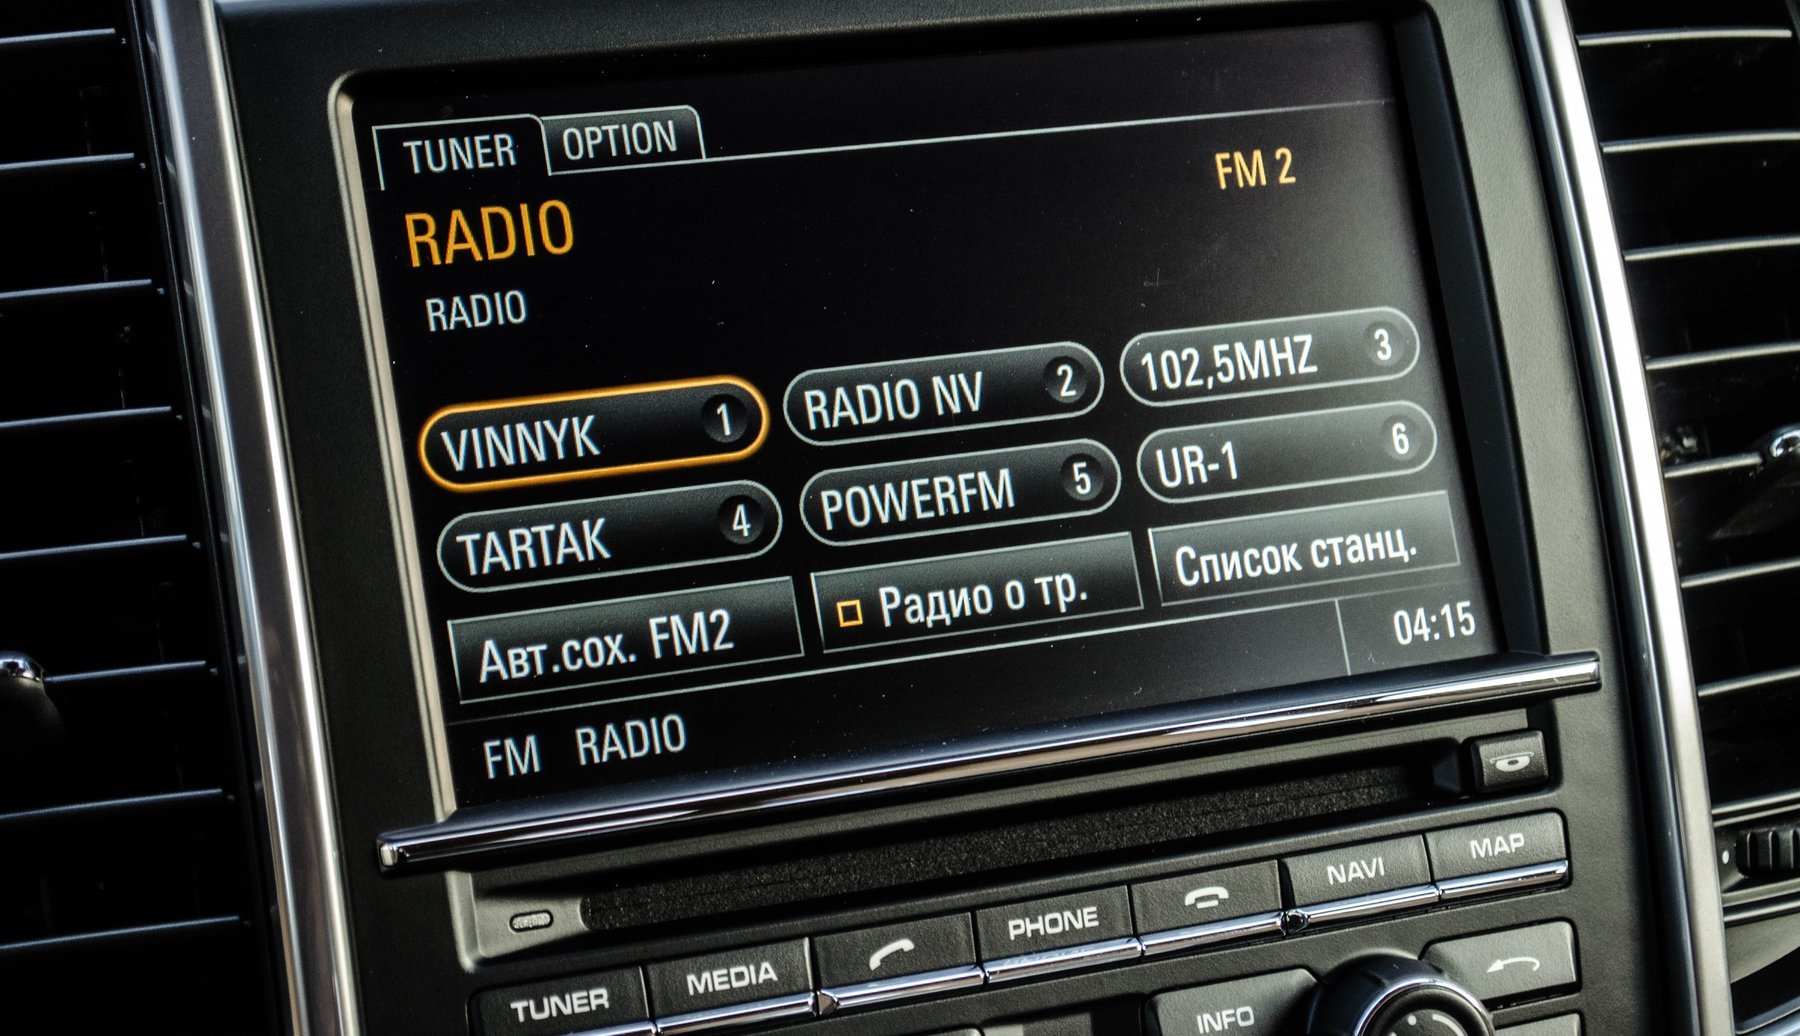 TUNER OPTION
FM 2
RADIO
RADIO
VINNYK 1 RADIO NV 2 102,5MHZ 3
TARTAK 4 POWERFM 5 UR-1 6
Авт.сох. FM2 Радио о тр. Список станц.
04:15
FM RADIO
NAVI MAP
TUNER MEDIA PHONE
INFO